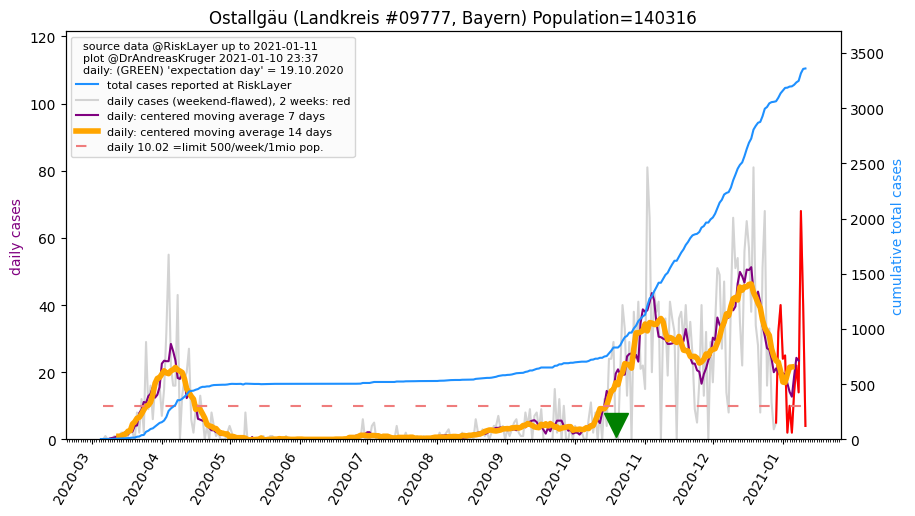 Ostallgäu (Landkreis #09777, Bayern) Population=140316
source data @RiskLayer up to 2021-01-11
plot @DrAndreasKruger 2021-01-10 23:37
daily: (GREEN) 'expectation day' = 19.10.2020
total cases reported at RiskLayer
daily cases (weekend-flawed), 2 weeks: red
daily: centered moving average 7 days
daily: centered moving average 14 days
daily 10.02 =limit 500/week/1mio pop.
daily cases
120
100
80
60
40
20
0
cumulative total cases
3500
3000
2500
2000
1500
1000
500
0
2020-03
2020-04
2020-05
2020-06
2020-07
2020-08
2020-09
2020-10
2020-11
2020-12
2021-01